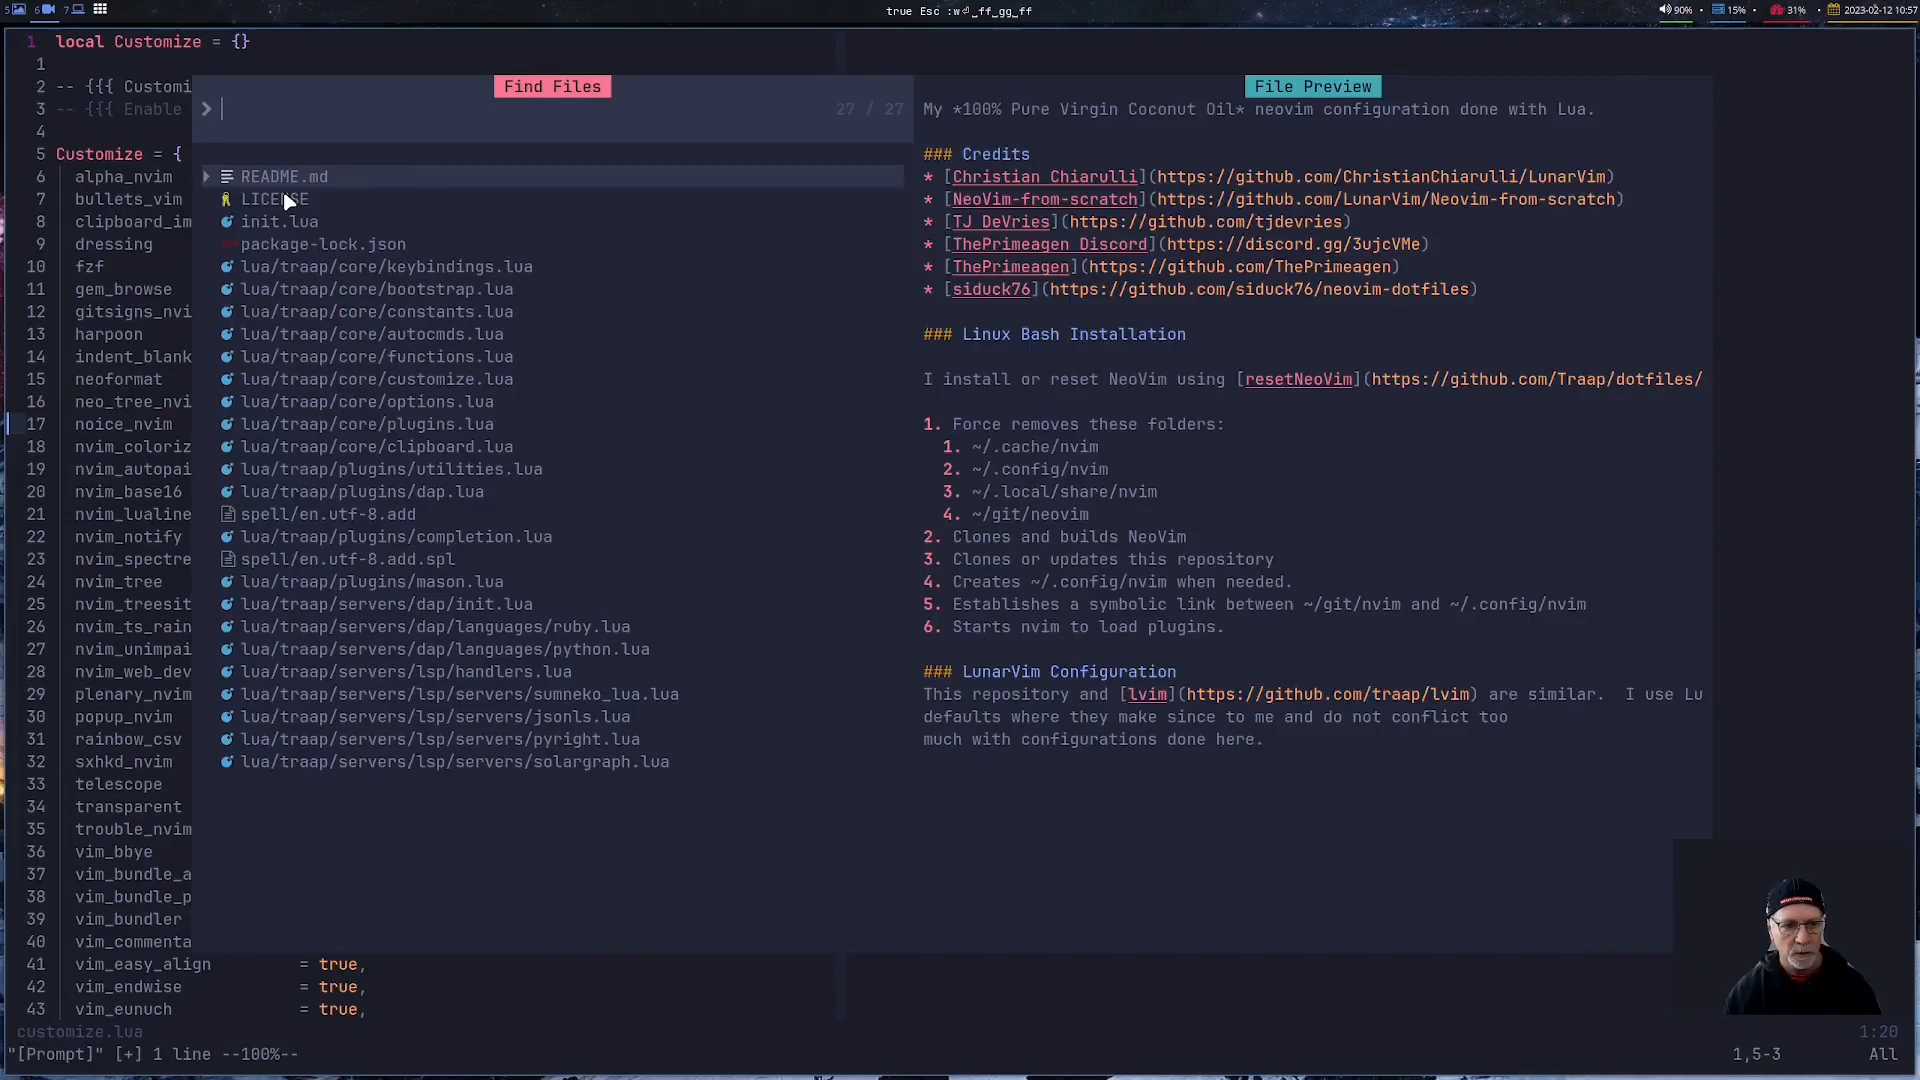 5 6 7
true Esc :w⏎_ff_gg_ff
90% • 15% • 31% • 2023-02-12 10:57
1 local Customize = {}
1
2 -- {{{ Customi
3 -- {{{ Enable
4
5 Customize = {
6 alpha_nvim
7 bullets_vim
8 clipboard_im
9 dressing
10 fzf
11 gem_browse
12 gitsigns_nvi
13 harpoon
14 indent_blank
15 neoformat
16 neo_tree_nvi
17 noice_nvim
18 nvim_coloriz
19 nvim_autopai
20 nvim_base16
21 nvim_lualine
22 nvim_notify
23 nvim_spectre
24 nvim_tree
25 nvim_treesit
26 nvim_ts_rain
27 nvim_unimpai
28 nvim_web_dev
29 plenary_nvim
30 popup_nvim
31 rainbow_csv
32 sxhkd_nvim
33 telescope
34 transparent
35 trouble_nvim
36 vim_bbye
37 vim_bundle_a
38 vim_bundle_p
39 vim_bundler
40 vim_commenta
41 vim_easy_align = true,
42 vim_endwise = true,
43 vim_eunuch = true,
Find Files
> 27 / 27
README.md
LICENSE
init.lua
package-lock.json
lua/traap/core/keybindings.lua
lua/traap/core/bootstrap.lua
lua/traap/core/constants.lua
lua/traap/core/autocmds.lua
lua/traap/core/functions.lua
lua/traap/core/customize.lua
lua/traap/core/options.lua
lua/traap/core/plugins.lua
lua/traap/core/clipboard.lua
lua/traap/plugins/utilities.lua
lua/traap/plugins/dap.lua
spell/en.utf-8.add
lua/traap/plugins/completion.lua
spell/en.utf-8.add.spl
lua/traap/plugins/mason.lua
lua/traap/servers/dap/init.lua
lua/traap/servers/dap/languages/ruby.lua
lua/traap/servers/dap/languages/python.lua
lua/traap/servers/lsp/handlers.lua
lua/traap/servers/lsp/servers/sumneko_lua.lua
lua/traap/servers/lsp/servers/jsonls.lua
lua/traap/servers/lsp/servers/pyright.lua
lua/traap/servers/lsp/servers/solargraph.lua
File Preview
My *100% Pure Virgin Coconut Oil* neovim configuration done with Lua.
### Credits
* [Christian Chiarulli](https://github.com/ChristianChiarulli/LunarVim)
* [NeoVim-from-scratch](https://github.com/LunarVim/Neovim-from-scratch)
* [TJ DeVries](https://github.com/tjdevries)
* [ThePrimeagen Discord](https://discord.gg/3ujcVMe)
* [ThePrimeagen](https://github.com/ThePrimeagen)
* [siduck76](https://github.com/siduck76/neovim-dotfiles)
### Linux Bash Installation
I install or reset NeoVim using [resetNeoVim](https://github.com/Traap/dotfiles/
1. Force removes these folders:
1. ~/.cache/nvim
2. ~/.config/nvim
3. ~/.local/share/nvim
4. ~/git/neovim
2. Clones and builds NeoVim
3. Clones or updates this repository
4. Creates ~/.config/nvim when needed.
5. Establishes a symbolic link between ~/git/nvim and ~/.config/nvim
6. Starts nvim to load plugins.
### LunarVim Configuration
This repository and [lvim](https://github.com/traap/lvim) are similar. I use Lu
defaults where they make since to me and do not conflict too
much with configurations done here.
customize.lua 1:20
"[Prompt]" [+] 1 line --100%-- 1,5-3 All